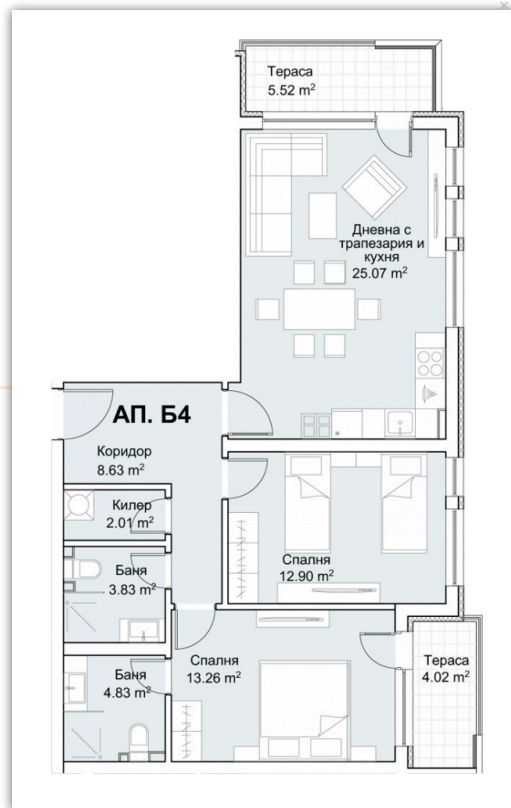 Тераса
5.52 m²
Дневна с
трапезария и
кухня
25.07 m²
АП. Б4
Коридор
8.63 m²
Килер
2.01 m²
Баня
3.83 m²
Спалня
12.90 m²
Спалня
13.26 m²
Баня
4.83 m²
Тераса
4.02 m²